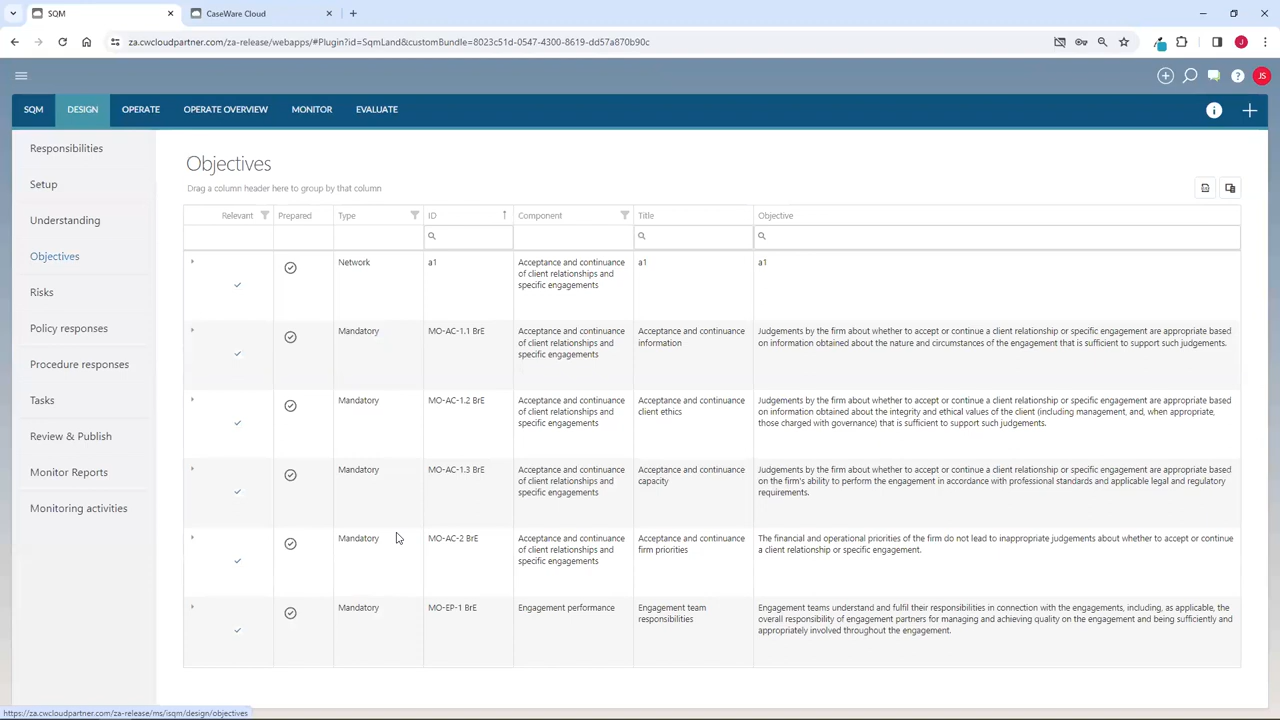 SQM
CaseWare Cloud
za.cwcloudpartner.com/za-release/webapps/#Plugin?id=SqmLand&customBundle=8023c51d-0547-4300-8619-dd57a870b90c
J
JS
SQM DESIGN OPERATE OPERATE OVERVIEW MONITOR EVALUATE
Responsibilities
Setup
Understanding
Objectives
Risks
Policy responses
Procedure responses
Tasks
Review & Publish
Monitor Reports
Monitoring activities
Objectives
Drag a column header here to group by that column
Relevant Prepared Type ID Component Title Objective
Network a1 Acceptance and continuance a1 a1
of client relationships and
specific engagements
Mandatory MO-AC-1.1 BrE Acceptance and continuance Acceptance and continuance Judgements by the firm about whether to accept or continue a client relationship or specific engagement are appropriate based
of client relationships and information on information obtained about the nature and circumstances of the engagement that is sufficient to support such judgements.
specific engagements
Mandatory MO-AC-1.2 BrE Acceptance and continuance Acceptance and continuance Judgements by the firm about whether to accept or continue a client relationship or specific engagement are appropriate based
of client relationships and client ethics on information obtained about the integrity and ethical values of the client (including management, and, when appropriate,
specific engagements those charged with governance) that is sufficient to support such judgements.
Mandatory MO-AC-1.3 BrE Acceptance and continuance Acceptance and continuance Judgements by the firm about whether to accept or continue a client relationship or specific engagement are appropriate based
of client relationships and capacity on the firm's ability to perform the engagement in accordance with professional standards and applicable legal and regulatory
specific engagements requirements.
Mandatory MO-AC-2 BrE Acceptance and continuance Acceptance and continuance The financial and operational priorities of the firm do not lead to inappropriate judgements about whether to accept or continue
of client relationships and firm priorities a client relationship or specific engagement.
specific engagements
Mandatory MO-EP-1 BrE Engagement performance Engagement team Engagement teams understand and fulfil their responsibilities in connection with the engagements, including, as applicable, the
responsibilities overall responsibility of engagement partners for managing and achieving quality on the engagement and being sufficiently and
appropriately involved throughout the engagement.
https://za.cwcloudpartner.com/za-release/ms/isqm/design/objectives